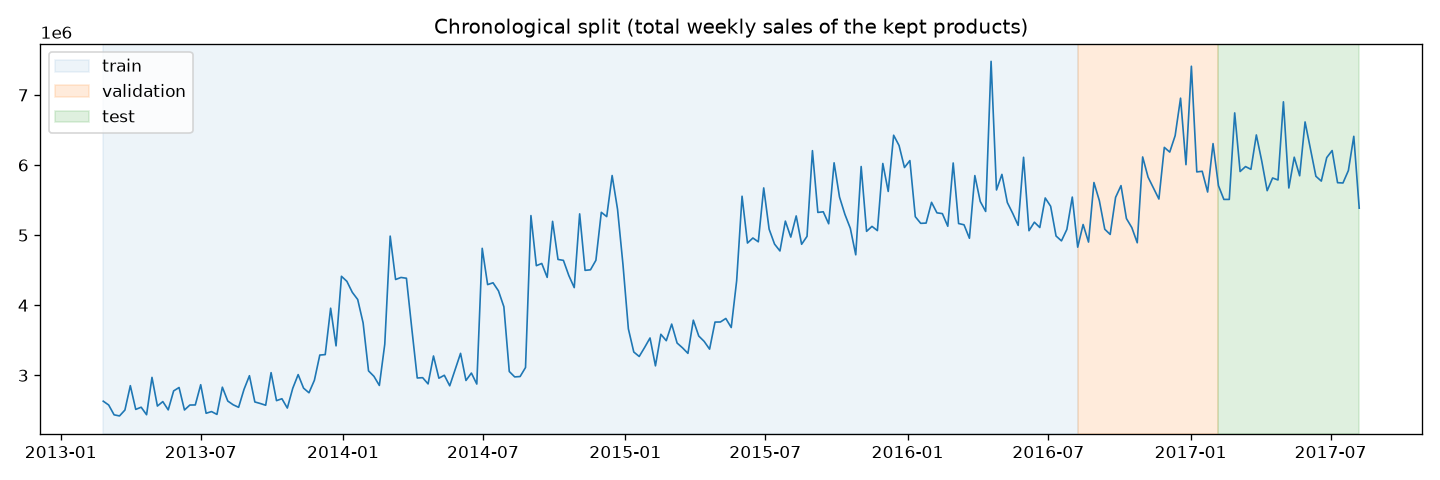 Chronological split (total weekly sales of the kept products)
1e6
train
validation
test
7
6
5
4
3
2013-01 2013-07 2014-01 2014-07 2015-01 2015-07 2016-01 2016-07 2017-01 2017-07